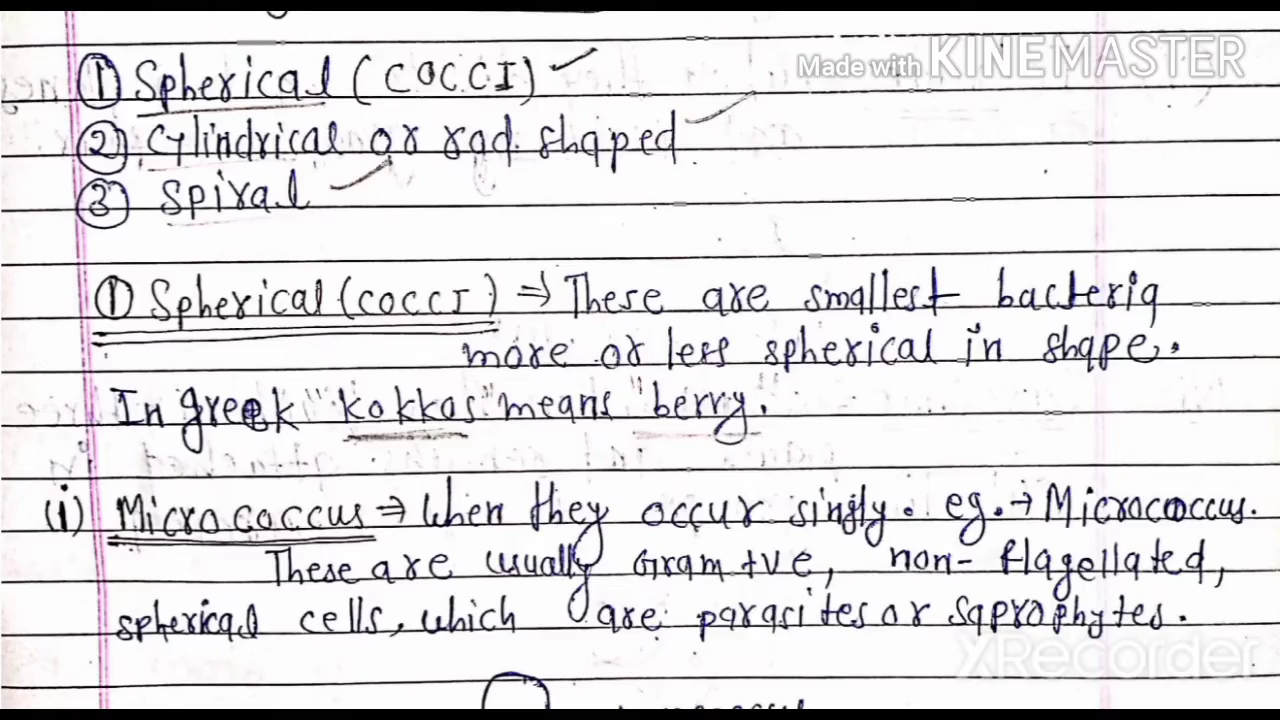 Made with KINEMASTER
① Spherical (COCCI) ✓
② Cylindrical or rad shaped ✓
③ Spiral ✓
① Spherical (COCCI) ⇒ These are smallest bacteria
more or less spherical in shape.
In greek "kokkos" means "berry."
(i) Micrococcus ⇒ When they occur singly. eg. → Micrococcus.
These are usually Gram +ve, non-flagellated,
spherical cells, which are parasites or saprophytes.
XRecorder